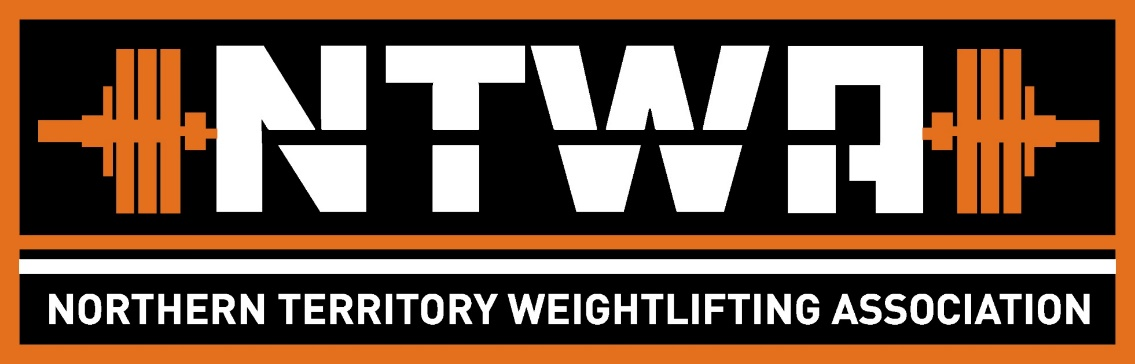 NTWA
NORTHERN TERRITORY WEIGHTLIFTING ASSOCIATION